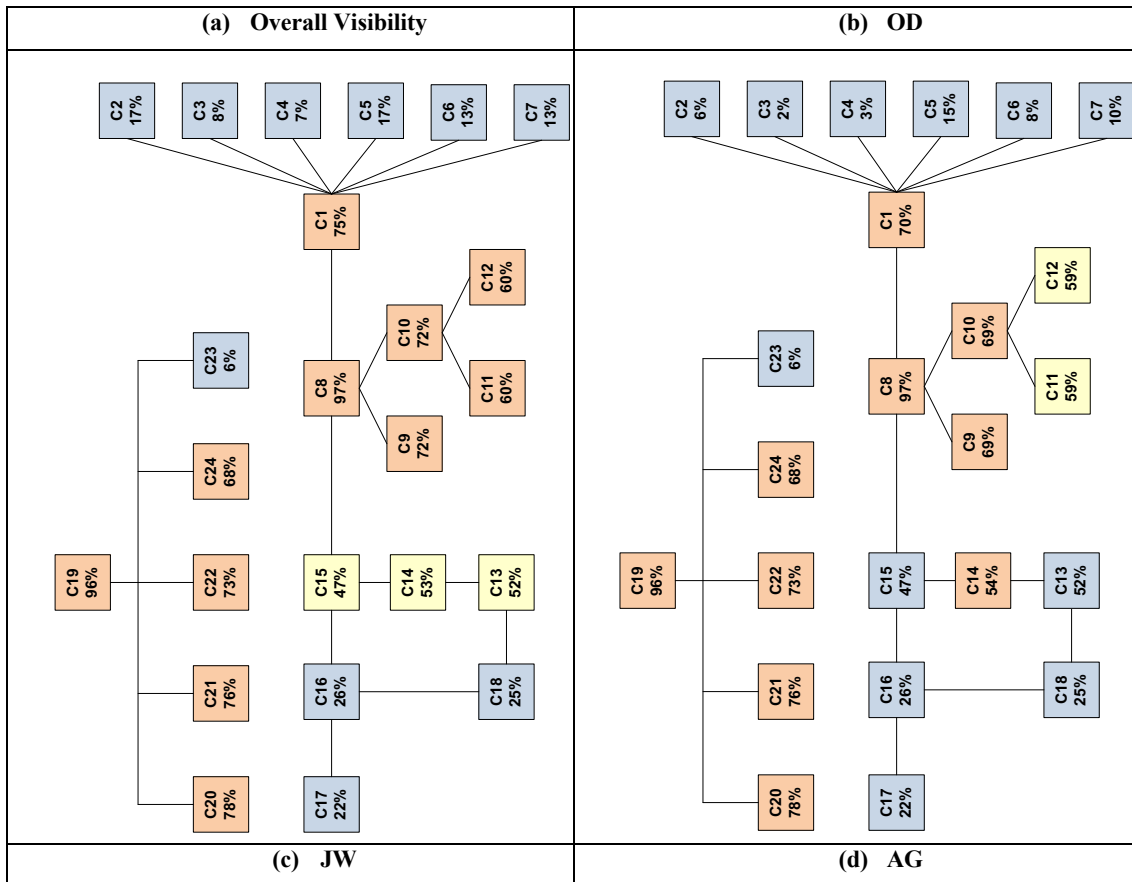 (a) Overall Visibility
(b) OD
C2
17%
C3
8%
C4
7%
C5
17%
C6
13%
C7
13%
C1
75%
C12
60%
C10
72%
C23
6%
C8
97%
C11
60%
C9
72%
C24
68%
C19
96%
C22
73%
C15
47%
C14
53%
C13
52%
C21
76%
C16
26%
C18
25%
C20
78%
C17
22%
C2
6%
C3
2%
C4
3%
C5
15%
C6
8%
C7
10%
C1
70%
C12
59%
C10
69%
C23
6%
C8
97%
C11
59%
C9
69%
C24
68%
C19
96%
C22
73%
C15
47%
C14
54%
C13
52%
C21
76%
C16
26%
C18
25%
C20
78%
C17
22%
(c) JW
(d) AG